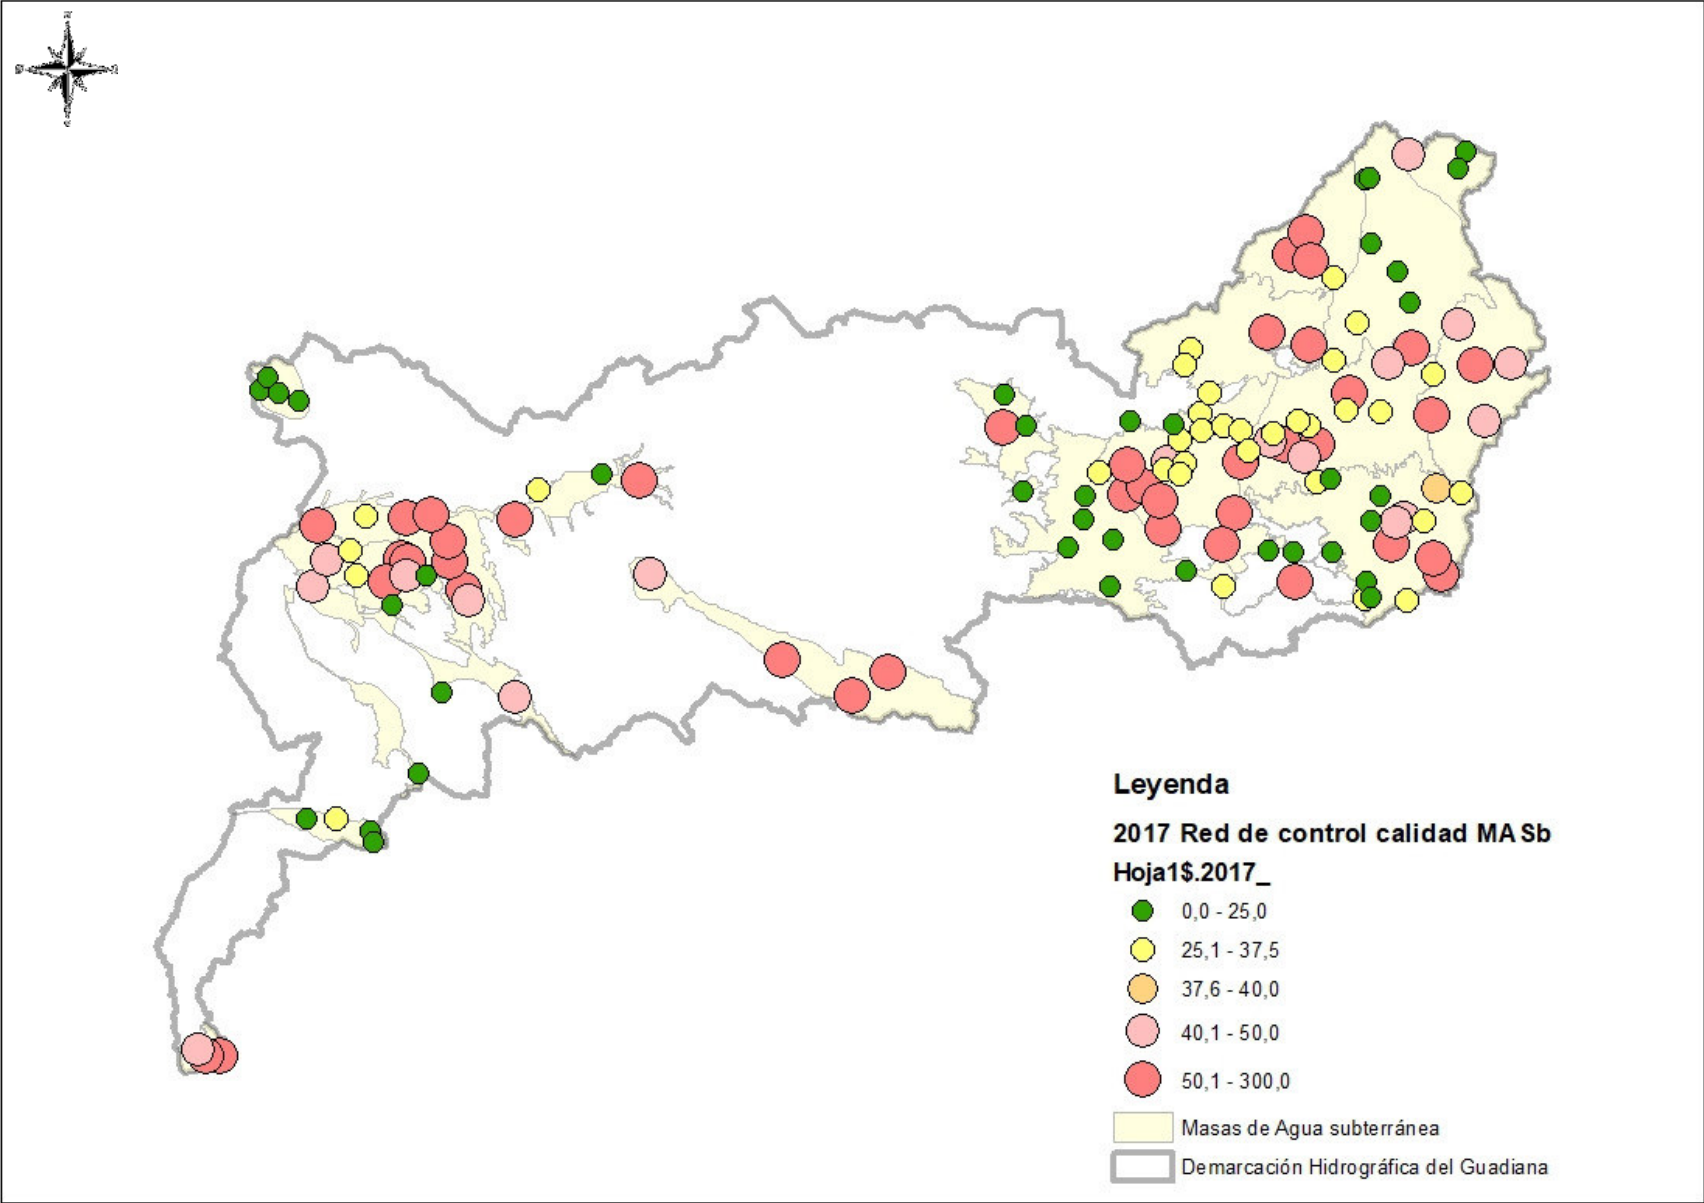 Leyenda
2017 Red de control calidad MASb
Hoja1$.2017_
0,0 - 25,0
25,1 - 37,5
37,6 - 40,0
40,1 - 50,0
50,1 - 300,0
Masas de Agua subterránea
Demarcación Hidrográfica del Guadiana